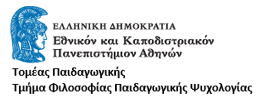 ΕΛΛΗΝΙΚΗ ΔΗΜΟΚΡΑΤΙΑ
Εθνικόν και Καποδιστριακόν
Πανεπιστήμιον Αθηνών
Τομέας Παιδαγωγικής
Τμήμα Φιλοσοφίας Παιδαγωγικής Ψυχολογίας